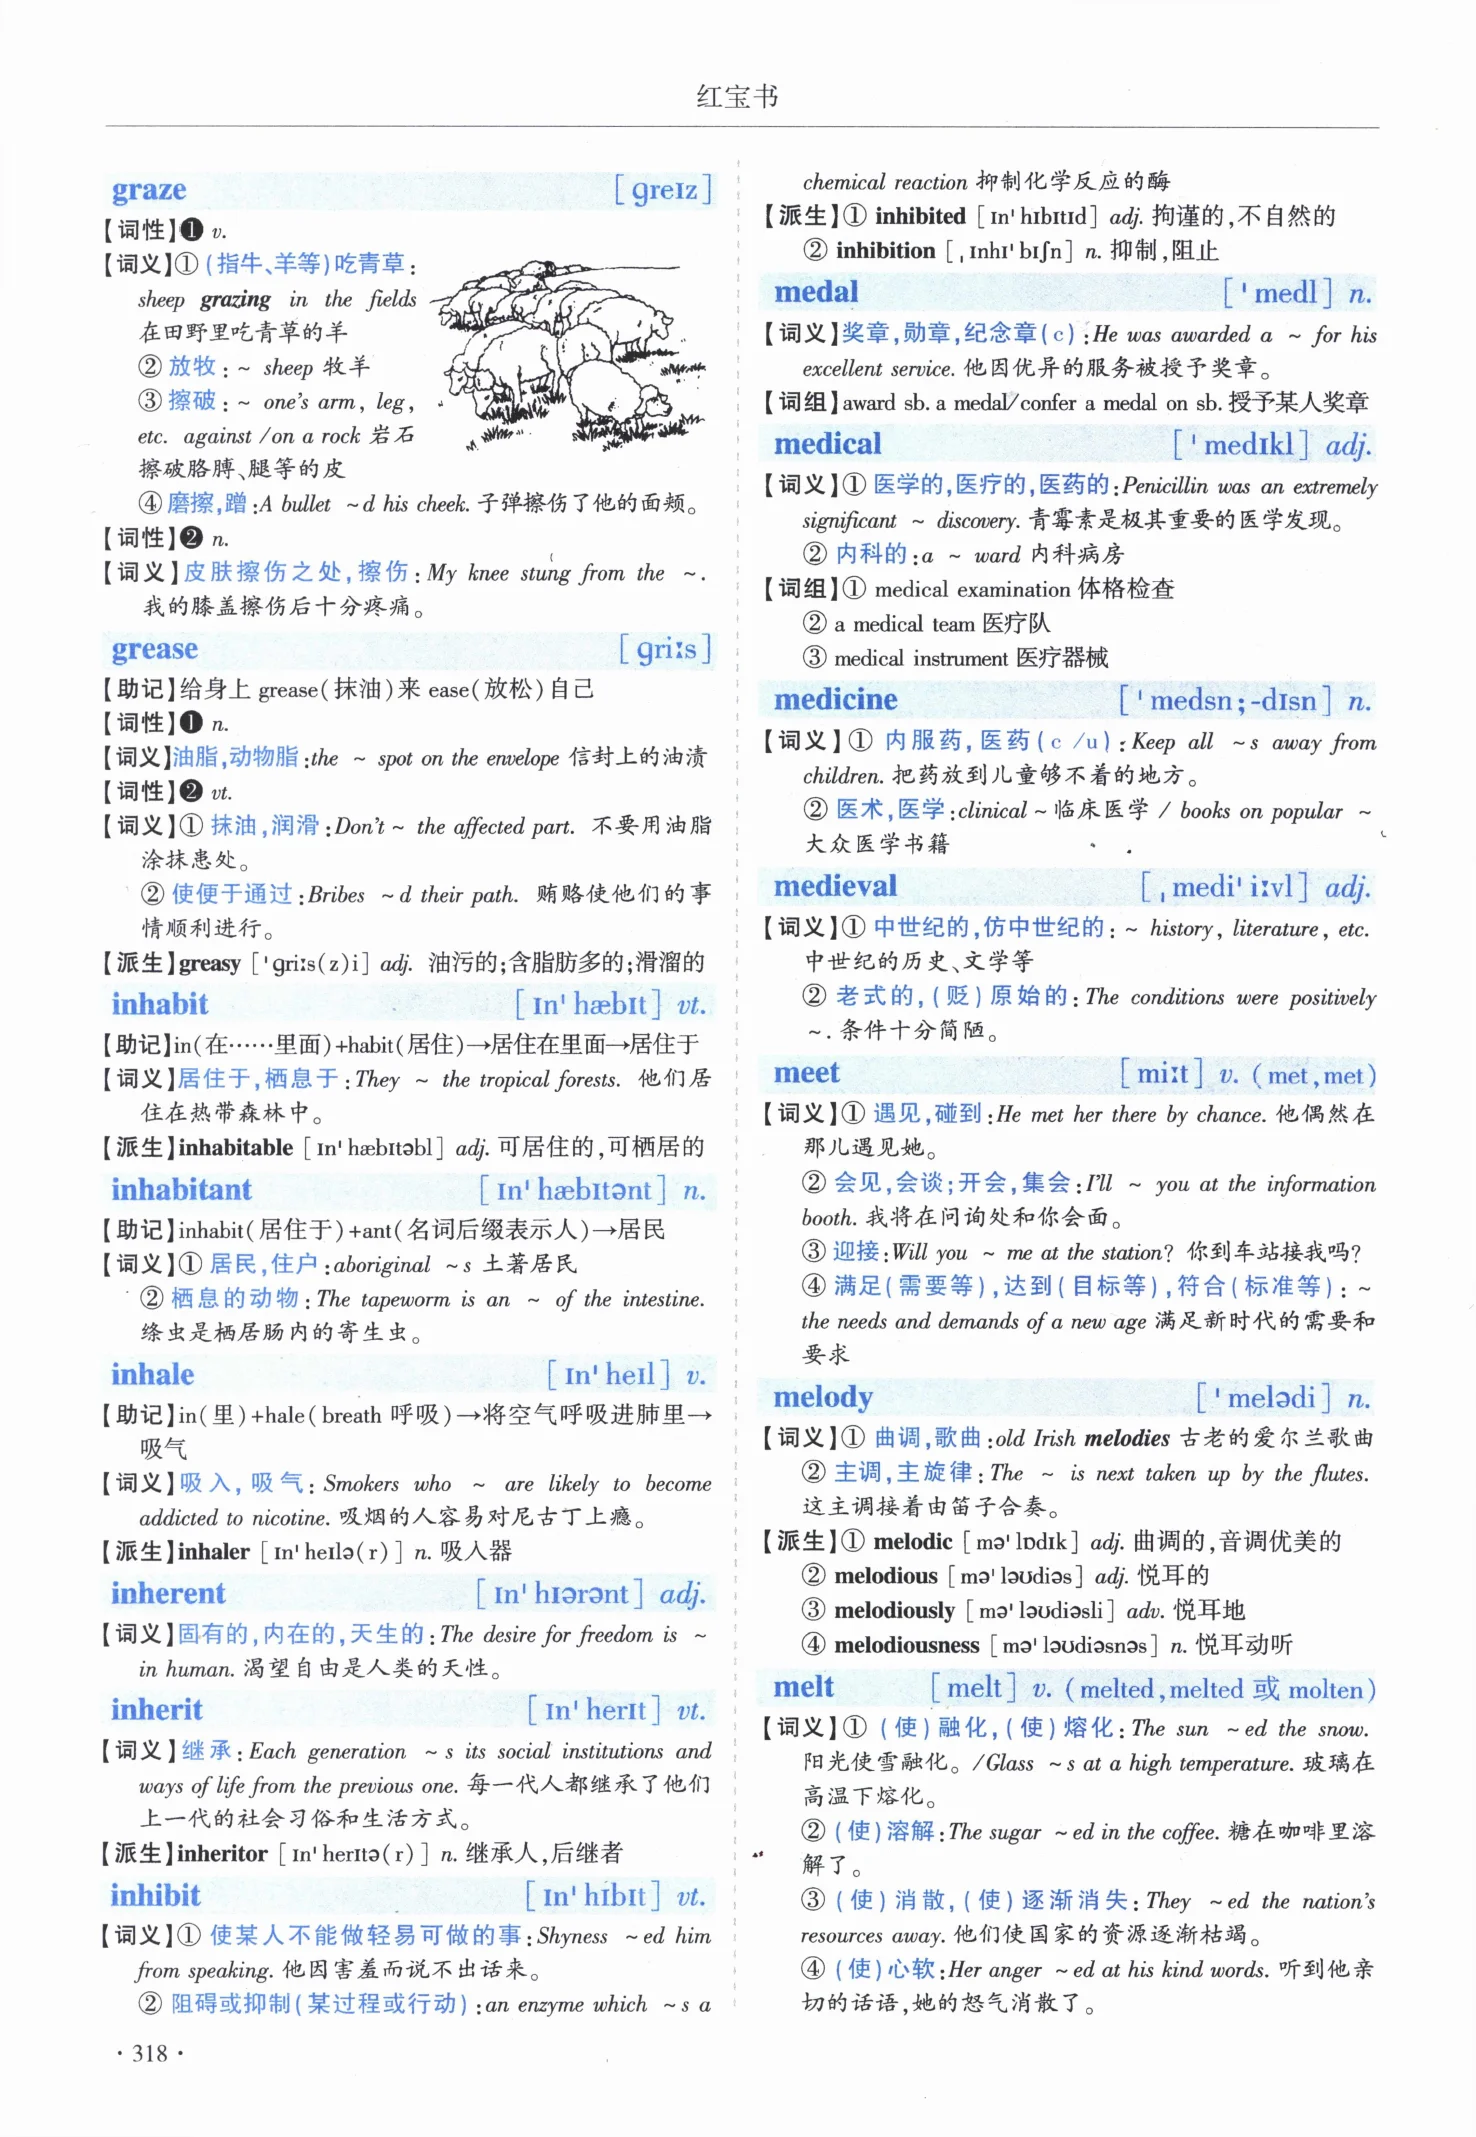 红宝书
graze [greɪz]
【词性】❶ v.
【词义】①(指牛、羊等)吃青草:
sheep grazing in the fields
在田野里吃青草的羊
②放牧: ~ sheep 牧羊
③擦破: ~ one's arm, leg,
etc. against /on a rock 岩石
擦破胳膊、腿等的皮
④磨擦,蹭:A bullet ~d his cheek. 子弹擦伤了他的面颊。
【词性】❷ n.
【词义】皮肤擦伤之处,擦伤: My knee stung from the ~.
我的膝盖擦伤后十分疼痛。
grease [griːs]
【助记】给身上 grease(抹油)来 ease(放松)自己
【词性】❶ n.
【词义】油脂,动物脂:the ~ spot on the envelope 信封上的油渍
【词性】❷ vt.
【词义】①抹油,润滑:Don't ~ the affected part. 不要用油脂
涂抹患处。
②使便于通过:Bribes ~d their path. 贿赂使他们的事
情顺利进行。
【派生】greasy [ˈgriːs(z)i] adj. 油污的;含脂肪多的;滑溜的
inhabit [ɪnˈhæbɪt] vt.
【助记】in(在……里面)+habit(居住)→居住在里面→居住于
【词义】居住于,栖息于: They ~ the tropical forests. 他们居
住在热带森林中。
【派生】inhabitable [ɪnˈhæbɪtəbl] adj. 可居住的,可栖居的
inhabitant [ɪnˈhæbɪtənt] n.
【助记】inhabit(居住于)+ant(名词后缀表示人)→居民
【词义】①居民,住户:aboriginal ~s 土著居民
②栖息的动物: The tapeworm is an ~ of the intestine.
绦虫是栖居肠内的寄生虫。
inhale [ɪnˈheɪl] v.
【助记】in(里)+hale(breath 呼吸)→将空气呼吸进肺里→
吸气
【词义】吸入,吸气: Smokers who ~ are likely to become
addicted to nicotine. 吸烟的人容易对尼古丁上瘾。
【派生】inhaler [ɪnˈheɪlə(r)] n. 吸入器
inherent [ɪnˈhɪərənt] adj.
【词义】固有的,内在的,天生的: The desire for freedom is ~
in human. 渴望自由是人类的天性。
inherit [ɪnˈherɪt] vt.
【词义】继承: Each generation ~s its social institutions and
ways of life from the previous one. 每一代人都继承了他们
上一代的社会习俗和生活方式。
【派生】inheritor [ɪnˈherɪtə(r)] n. 继承人,后继者
inhibit [ɪnˈhɪbɪt] vt.
【词义】①使某人不能做轻易可做的事: Shyness ~ed him
from speaking. 他因害羞而说不出话来。
②阻碍或抑制(某过程或行动):an enzyme which ~s a
chemical reaction 抑制化学反应的酶
【派生】① inhibited [ɪnˈhɪbɪtɪd] adj. 拘谨的,不自然的
② inhibition [ˌɪnhɪˈbɪʃn] n. 抑制,阻止
medal [ˈmedl] n.
【词义】奖章,勋章,纪念章(c):He was awarded a ~ for his
excellent service. 他因优异的服务被授予奖章。
【词组】award sb. a medal/confer a medal on sb. 授予某人奖章
medical [ˈmedɪkl] adj.
【词义】①医学的,医疗的,医药的:Penicillin was an extremely
significant ~ discovery. 青霉素是极其重要的医学发现。
②内科的:a ~ ward 内科病房
【词组】① medical examination 体格检查
② a medical team 医疗队
③ medical instrument 医疗器械
medicine [ˈmedsn;-dɪsn] n.
【词义】①内服药,医药(c /u): Keep all ~s away from
children. 把药放到儿童够不着的地方。
②医术,医学:clinical ~ 临床医学 / books on popular ~
大众医学书籍
medieval [ˌmediˈiːvl] adj.
【词义】①中世纪的,仿中世纪的: ~ history, literature, etc.
中世纪的历史、文学等
②老式的,(贬)原始的: The conditions were positively
~. 条件十分简陋。
meet [miːt] v. (met,met)
【词义】①遇见,碰到:He met her there by chance. 他偶然在
那儿遇见她。
②会见,会谈;开会,集会:I'll ~ you at the information
booth. 我将在问询处和你会面。
③迎接:Will you ~ me at the station? 你到车站接我吗?
④满足(需要等),达到(目标等),符合(标准等): ~
the needs and demands of a new age 满足新时代的需要和
要求
melody [ˈmelədi] n.
【词义】①曲调,歌曲:old Irish melodies 古老的爱尔兰歌曲
②主调,主旋律: The ~ is next taken up by the flutes.
这主调接着由笛子合奏。
【派生】① melodic [məˈlɒdɪk] adj. 曲调的,音调优美的
② melodious [məˈləʊdiəs] adj. 悦耳的
③ melodiously [məˈləʊdiəsli] adv. 悦耳地
④ melodiousness [məˈləʊdiəsnəs] n. 悦耳动听
melt [melt] v. (melted,melted 或 molten)
【词义】①(使)融化,(使)熔化: The sun ~ed the snow.
阳光使雪融化。/Glass ~s at a high temperature. 玻璃在
高温下熔化。
②(使)溶解:The sugar ~ed in the coffee. 糖在咖啡里溶
解了。
③(使)消散,(使)逐渐消失: They ~ed the nation's
resources away. 他们使国家的资源逐渐枯竭。
④(使)心软:Her anger ~ed at his kind words. 听到他亲
切的话语,她的怒气消散了。
· 318 ·